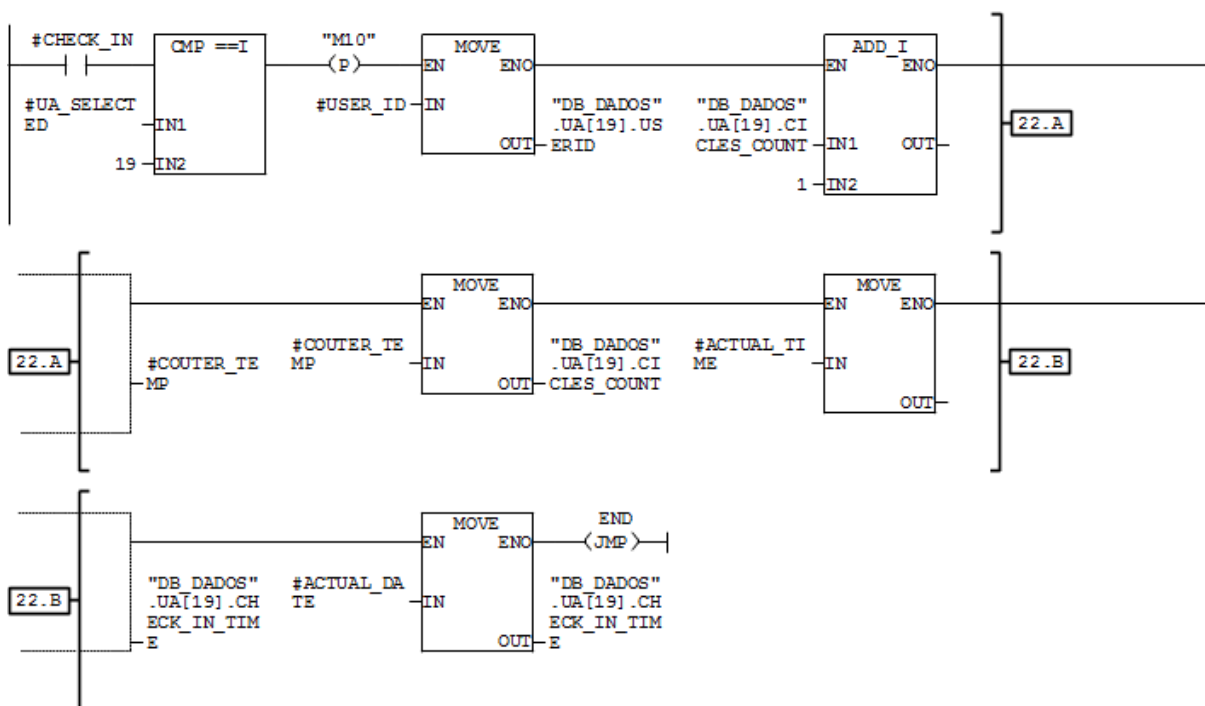 #CHECK_IN
CMP ==I
"M10"
(P)
MOVE
EN ENO
ADD_I
EN ENO
#UA_SELECT
ED
IN1
19 IN2
#USER_ID IN
OUT
"DB_DADOS"
.UA[19].US
ERID
"DB_DADOS"
.UA[19].CI
CLES_COUNT
IN1 OUT
1 IN2
22.A
22.A
#COUTER_TE
MP
MOVE
EN ENO
#COUTER_TE
MP
IN
OUT
"DB_DADOS"
.UA[19].CI
CLES_COUNT
MOVE
EN ENO
#ACTUAL_TI
ME
IN
OUT
22.B
22.B
"DB_DADOS"
.UA[19].CH
ECK_IN_TIM
E
MOVE
EN ENO
#ACTUAL_DA
TE
IN
OUT
END
(JMP)
"DB_DADOS"
.UA[19].CH
ECK_IN_TIM
E